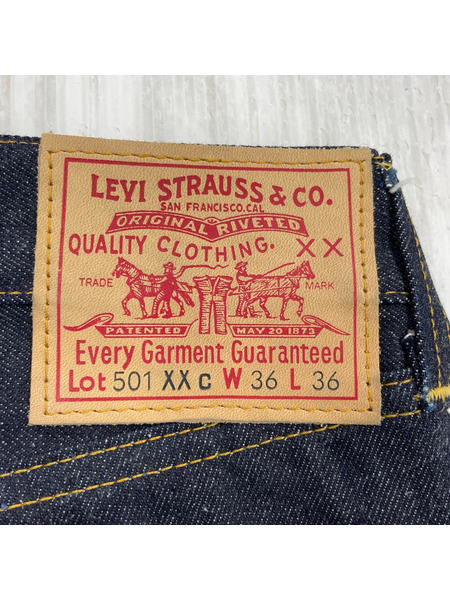 LEVI STRAUSS & CO.
SAN FRANCISCO.CAL
ORIGINAL RIVETED
QUALITY CLOTHING. XX
TRADE MARK
PATENTED MAY 20 1873
Every Garment Guaranteed
Lot 501 XX C W 36 L 36